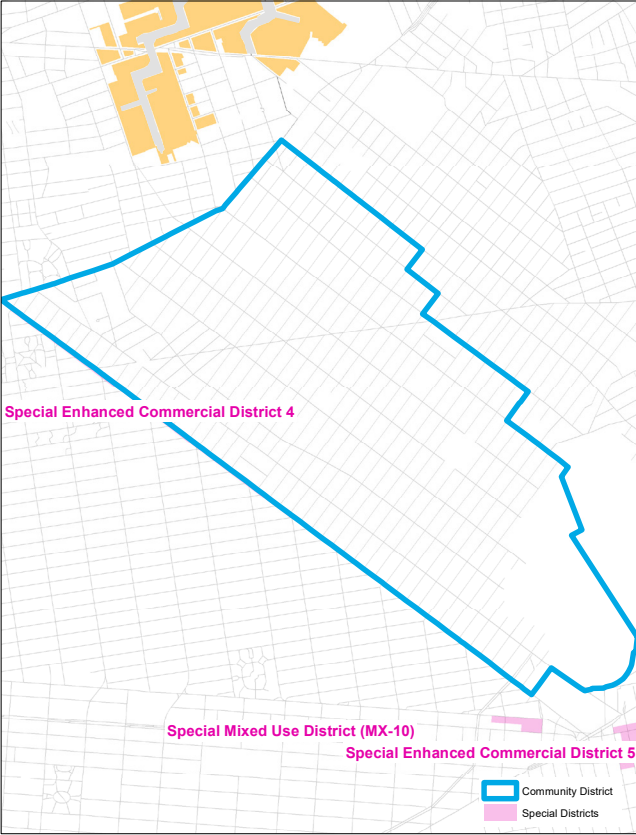 Special Enhanced Commercial District 4
Special Mixed Use District (MX-10)
Special Enhanced Commercial District 5
Community District
Special Districts